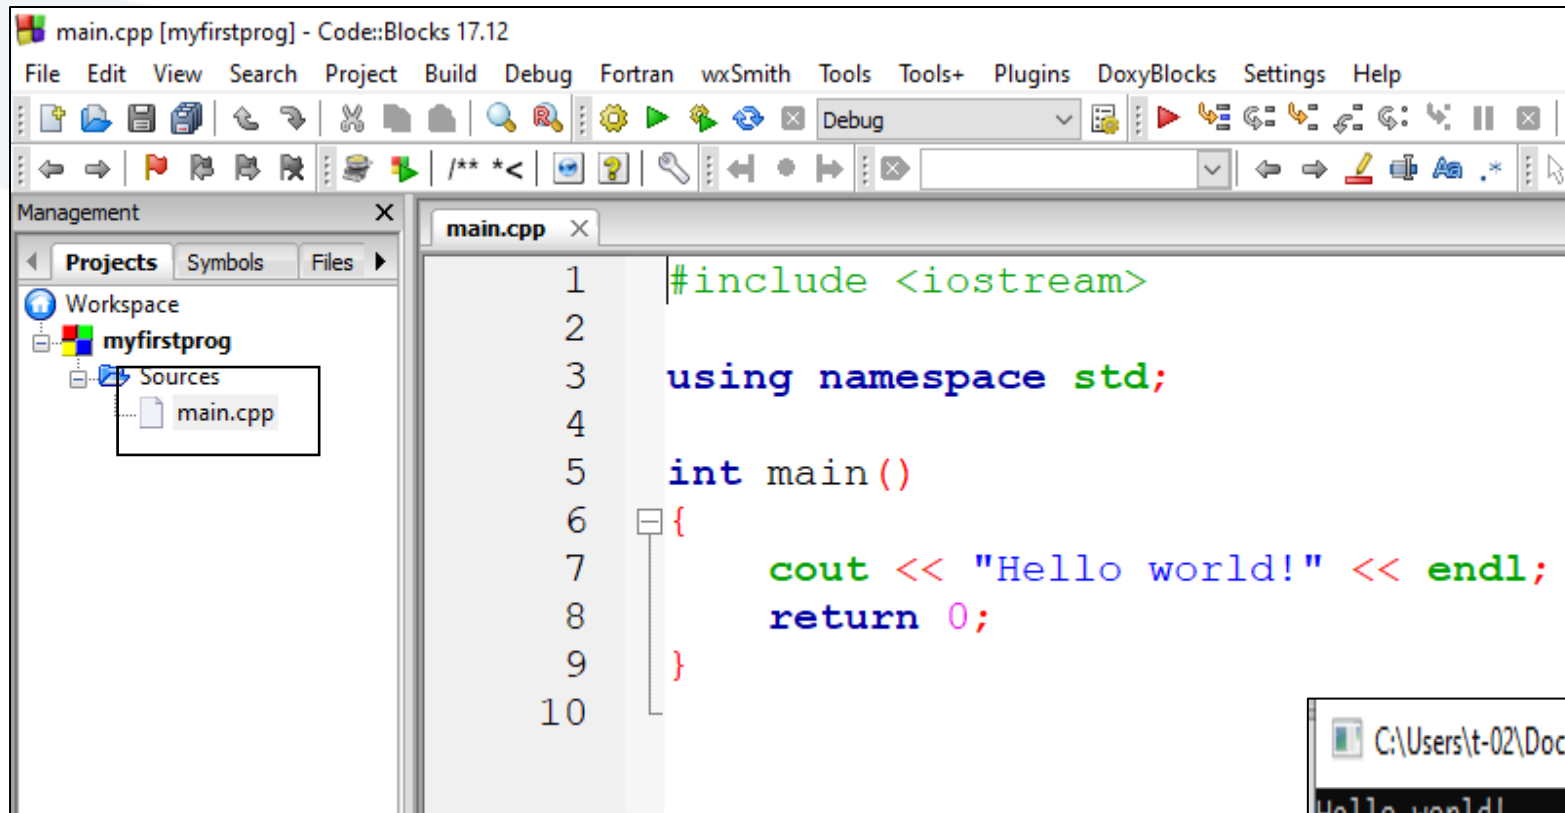 main.cpp [myfirstprog] - Code::Blocks 17.12
File Edit View Search Project Build Debug Fortran wxSmith Tools Tools+ Plugins DoxyBlocks Settings Help
Debug
/** *<
Management
main.cpp
Projects Symbols Files
Workspace
myfirstprog
Sources
main.cpp
1 #include <iostream>
2
3 using namespace std;
4
5 int main()
6 {
7 cout << "Hello world!" << endl;
8 return 0;
9 }
10
C:\Users\t-02\Doc
Hello world!